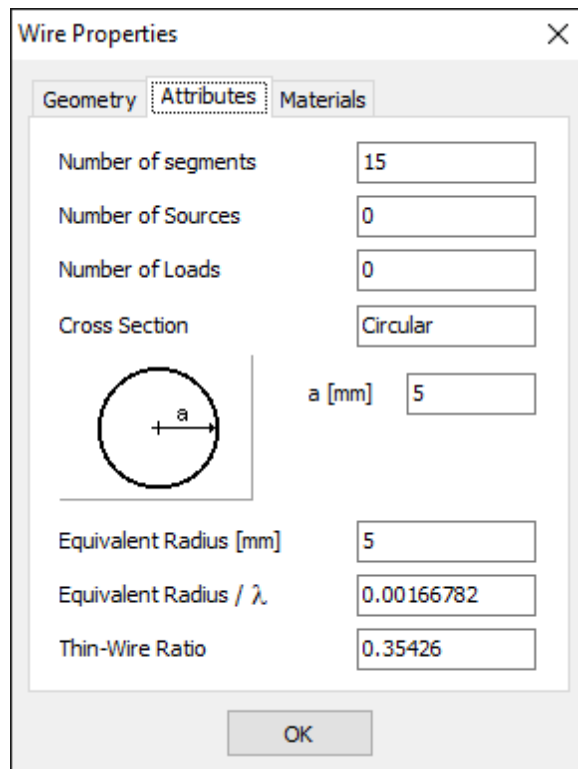 Wire Properties
Geometry Attributes Materials
Number of segments 15
Number of Sources 0
Number of Loads 0
Cross Section Circular
a
a [mm] 5
Equivalent Radius [mm] 5
Equivalent Radius / λ 0.00166782
Thin-Wire Ratio 0.35426
OK